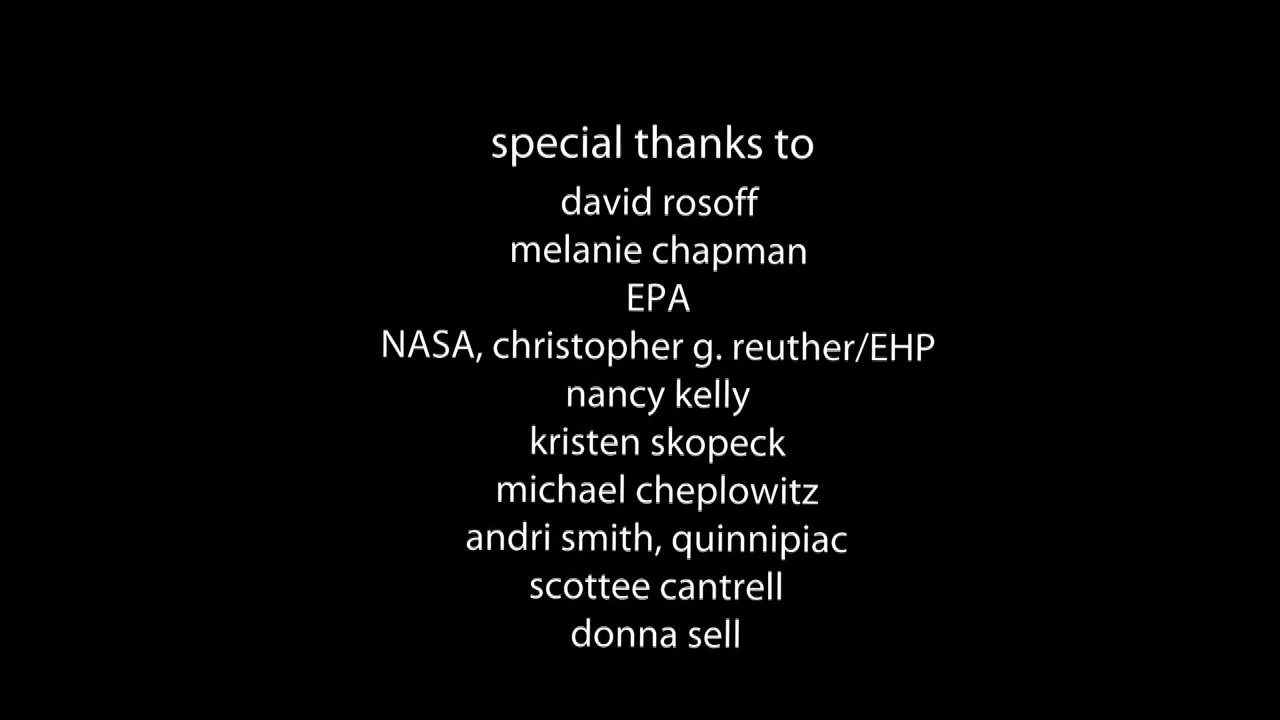 special thanks to
david rosoff
melanie chapman
EPA
NASA, christopher g. reuther/EHP
nancy kelly
kristen skopeck
michael cheplowitz
andri smith, quinnipiac
scottee cantrell
donna sell